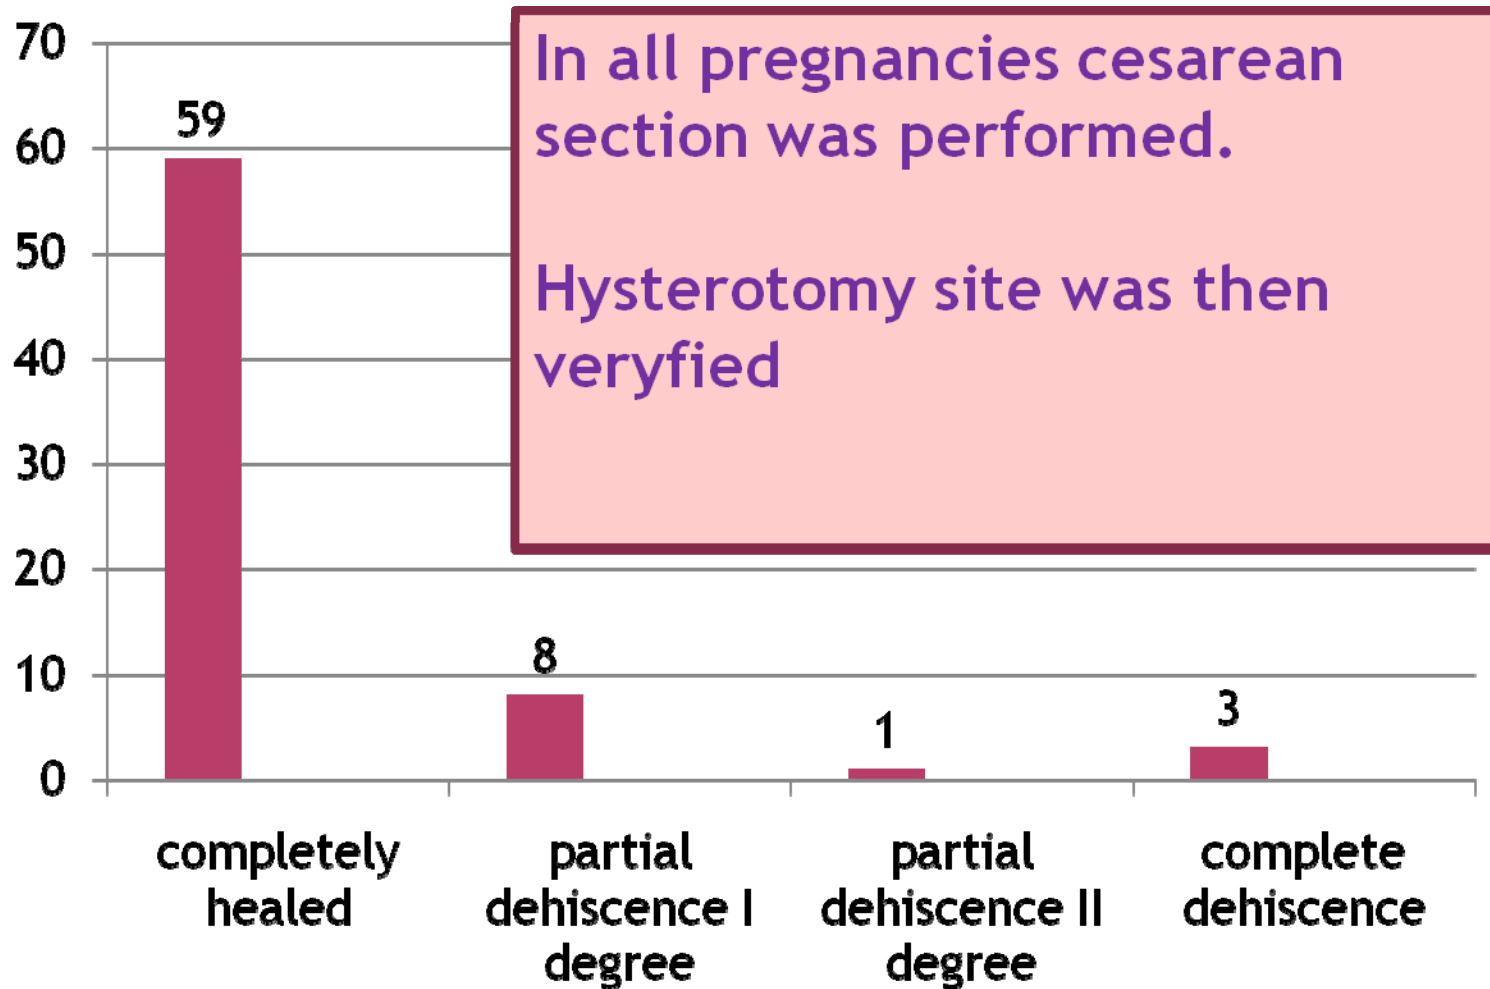 In all pregnancies cesarean
section was performed.
Hysterotomy site was then
veryfied
70
60
50
40
30
20
10
0
59
8
1
3
completely
healed
partial
dehiscence I
degree
partial
dehiscence II
degree
complete
dehiscence